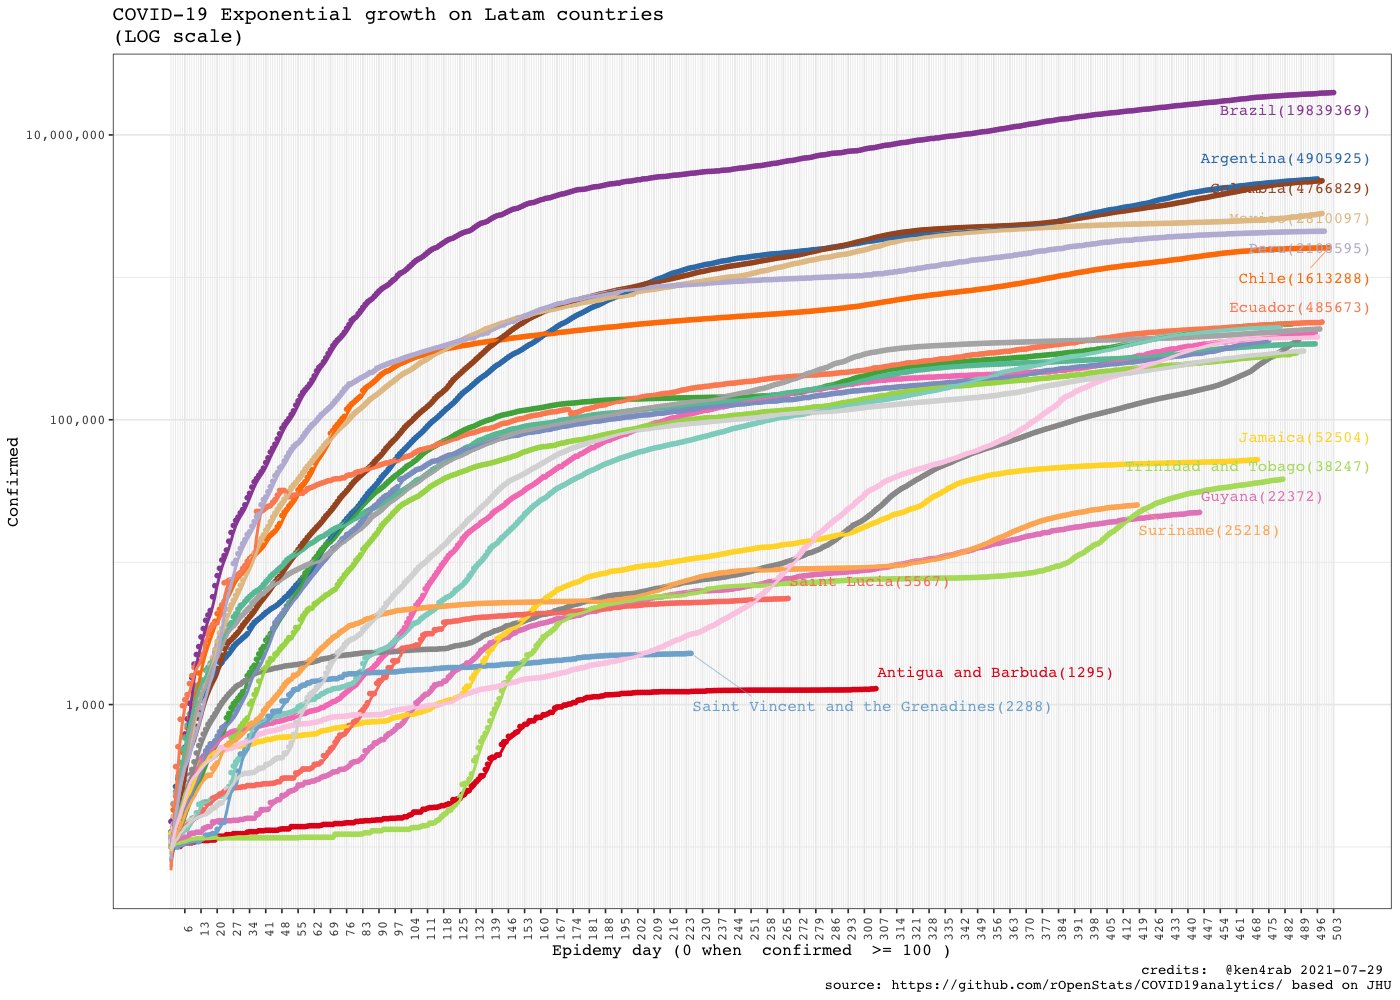 COVID-19 Exponential growth on Latam countries
(LOG scale)
Brazil(19839369)
10,000,000
Argentina(4905925)
Colombia(4766829)
Chile(1613288)
Ecuador(485673)
100,000
Jamaica(52504)
Trinidad and Tobago(38247)
Guyana(22372)
Suriname(25218)
Saint Lucia(5567)
Antigua and Barbuda(1295)
1,000
Saint Vincent and the Grenadines(2288)
Confirmed
6 13 20 27 34 41 48 55 62 69 76 83 90 97 104 111 118 125 132 139 146 153 160 167 174 181 188 195 202 209 216 223 230 237 244 251 258 265 272 279 286 293 300 307 314 321 328 335 342 349 356 363 370 377 384 391 398 405 412 419 426 433 440 447 454 461 468 475 482 489 496 503
Epidemy day (0 when  confirmed  >= 100 )
credits:  @ken4rab 2021-07-29
source: https://github.com/rOpenStats/COVID19analytics/ based on JHU